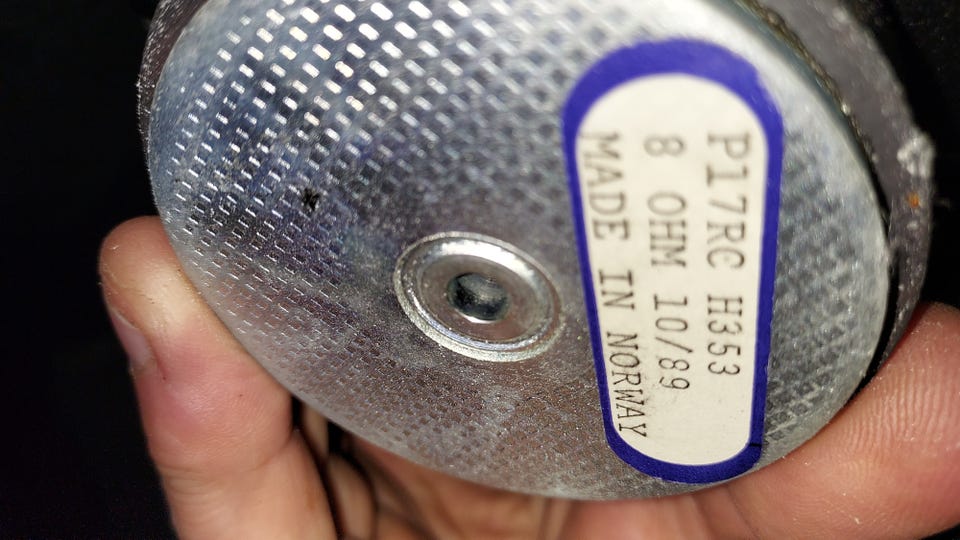 P17RC H353
8 OHM 10/89
MADE IN NORWAY